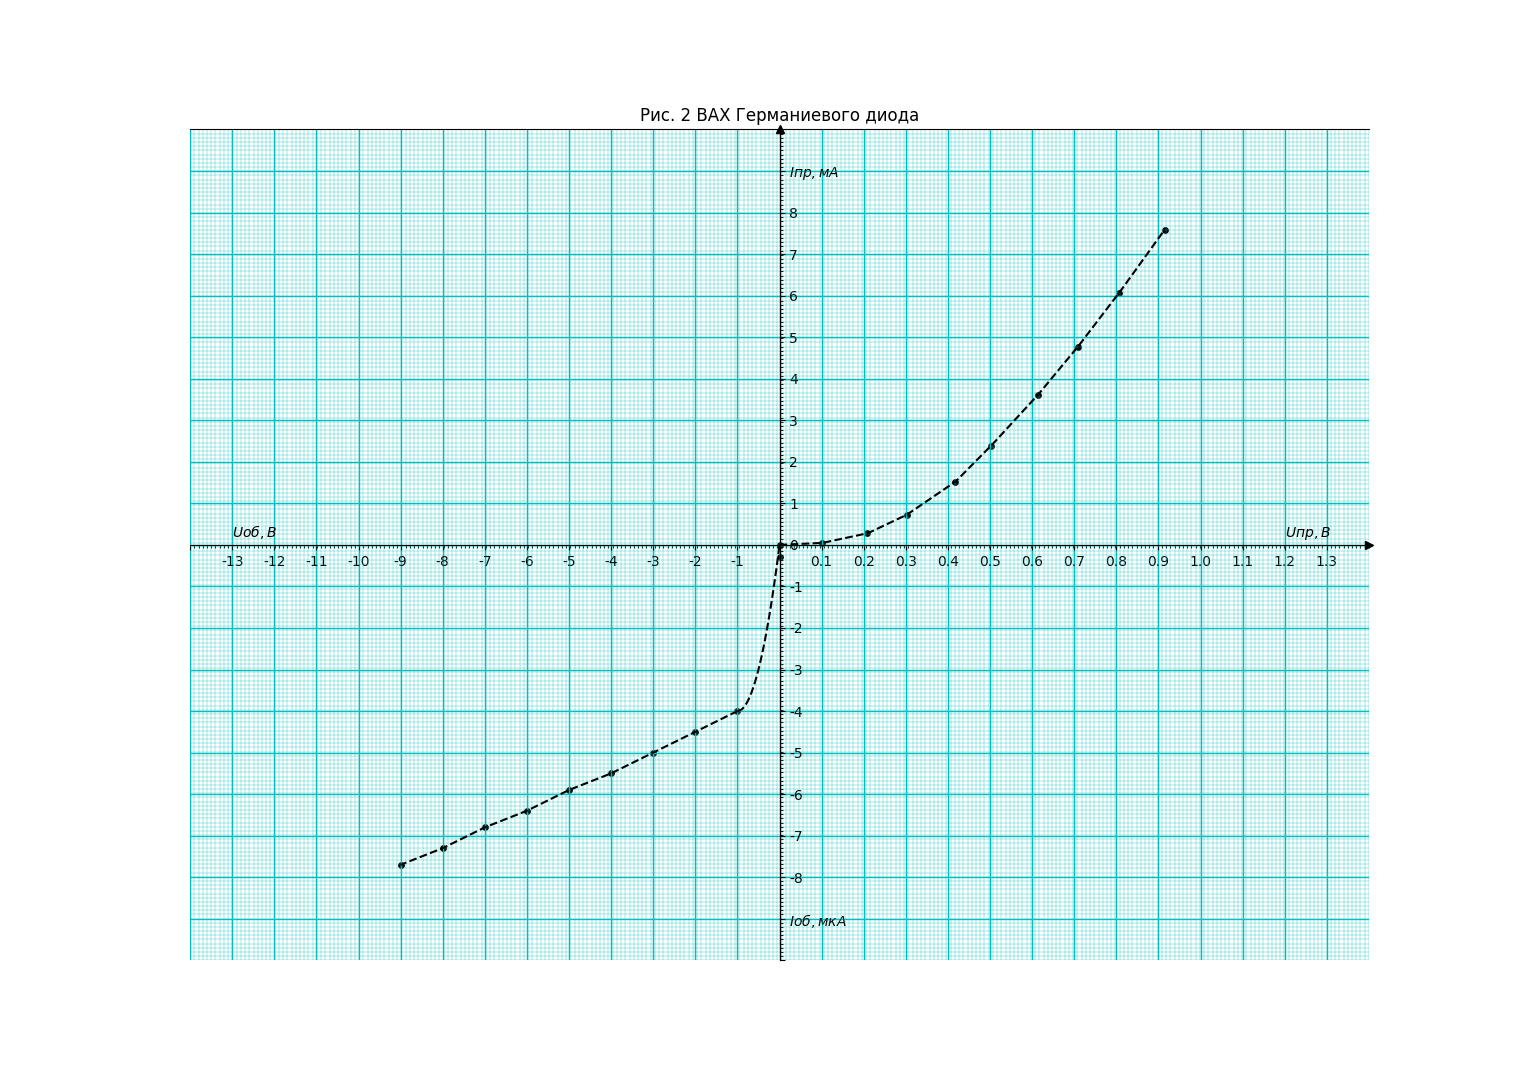 Рис. 2 ВАХ Германиевого диода
Iпр, мА
8
7
6
5
4
3
2
1
Uоб, В
Uпр, В
0
-13 -12 -11 -10 -9 -8 -7 -6 -5 -4 -3 -2 -1 0.1 0.2 0.3 0.4 0.5 0.6 0.7 0.8 0.9 1.0 1.1 1.2 1.3
-1
-2
-3
-4
-5
-6
-7
-8
Iоб, мкА